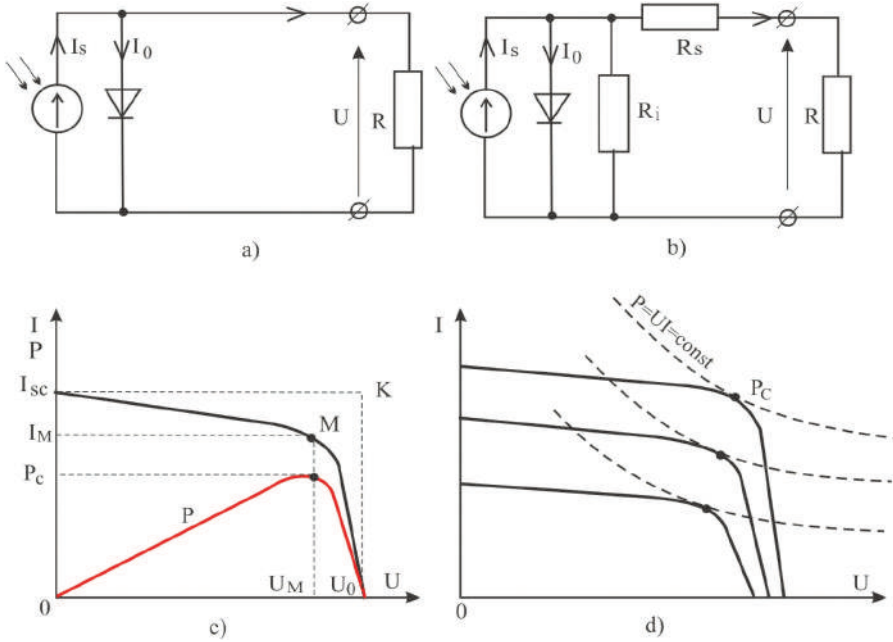 Is
I0
U
R
a)
Is
I0
Ri
Rs
U
R
b)
I
P
Isc
K
IM
M
Pc
P
0
UM
U0
U
c)
I
P=UI=const
PC
0
U
d)